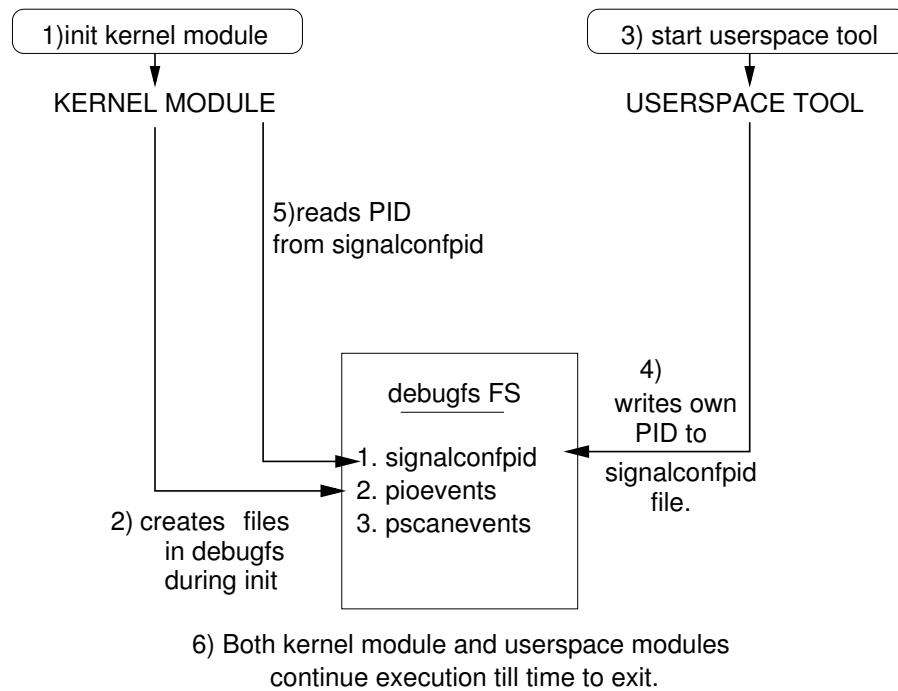 1)init kernel module
3) start userspace tool
KERNEL MODULE
USERSPACE TOOL
5)reads PID
from signalconfpid
debugfs FS
1. signalconfpid
2. pioevents
3. pscanevents
4)
writes own
PID to
signalconfpid
file.
2) creates files
in debugfs
during init
6) Both kernel module and userspace modules
continue execution till time to exit.